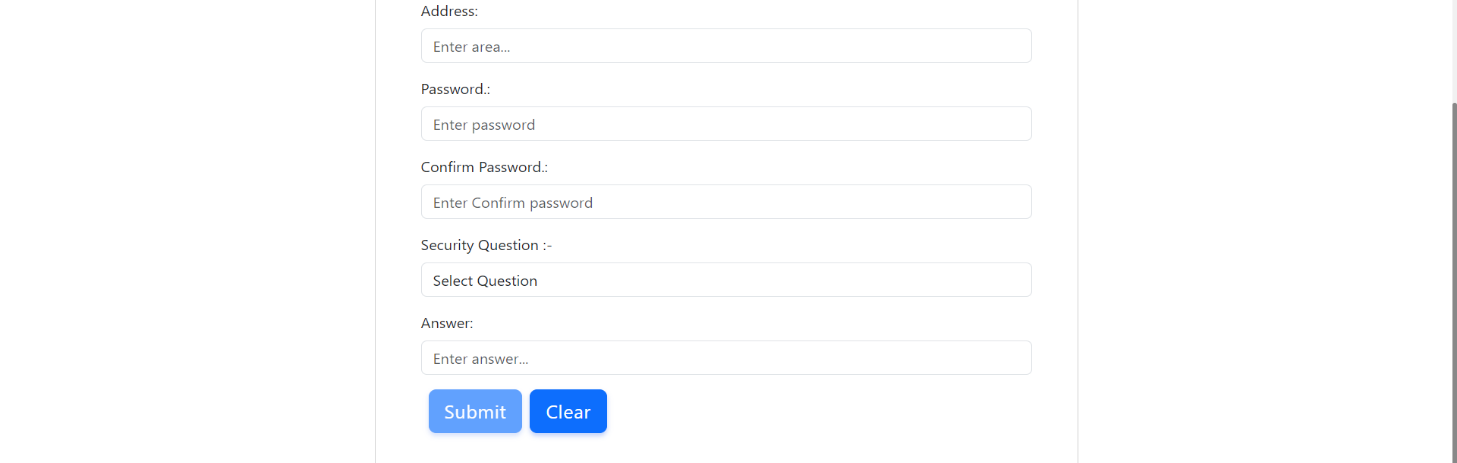 Address:
Enter area...
Password.:
Enter password
Confirm Password.:
Enter Confirm password
Security Question :-
Select Question
Answer:
Enter answer...
Submit Clear